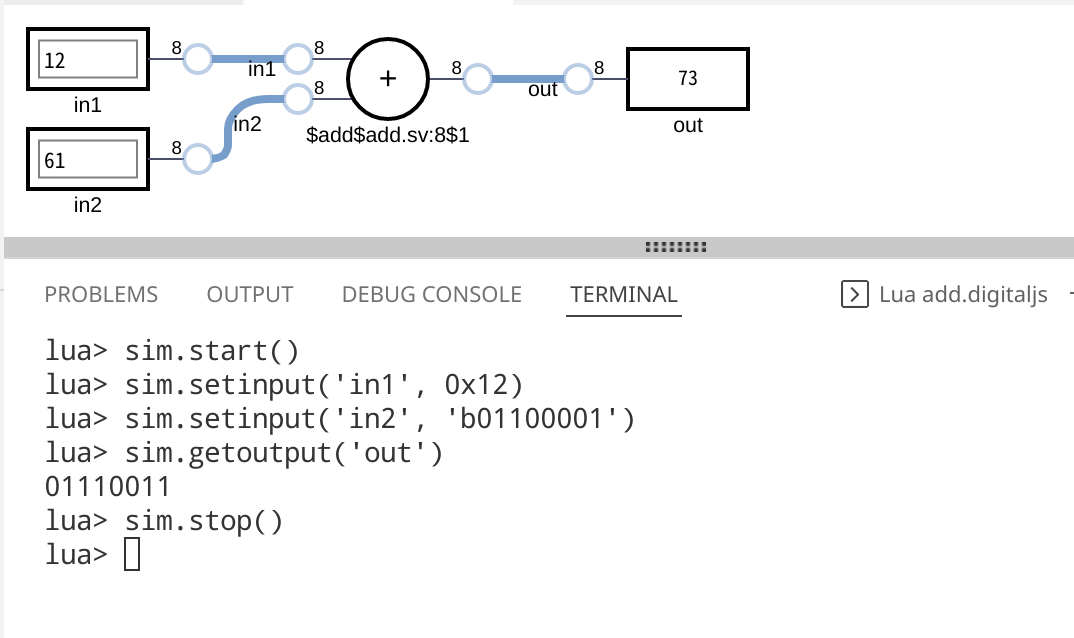 12
8
8
in1
in1
61
8
8
in2
in2
+
$add$add.sv:8$1
8
8
out
73
out
PROBLEMS OUTPUT DEBUG CONSOLE TERMINAL Lua add.digitaljs
lua> sim.start()
lua> sim.setinput('in1', 0x12)
lua> sim.setinput('in2', 'b01100001')
lua> sim.getoutput('out')
01110011
lua> sim.stop()
lua>